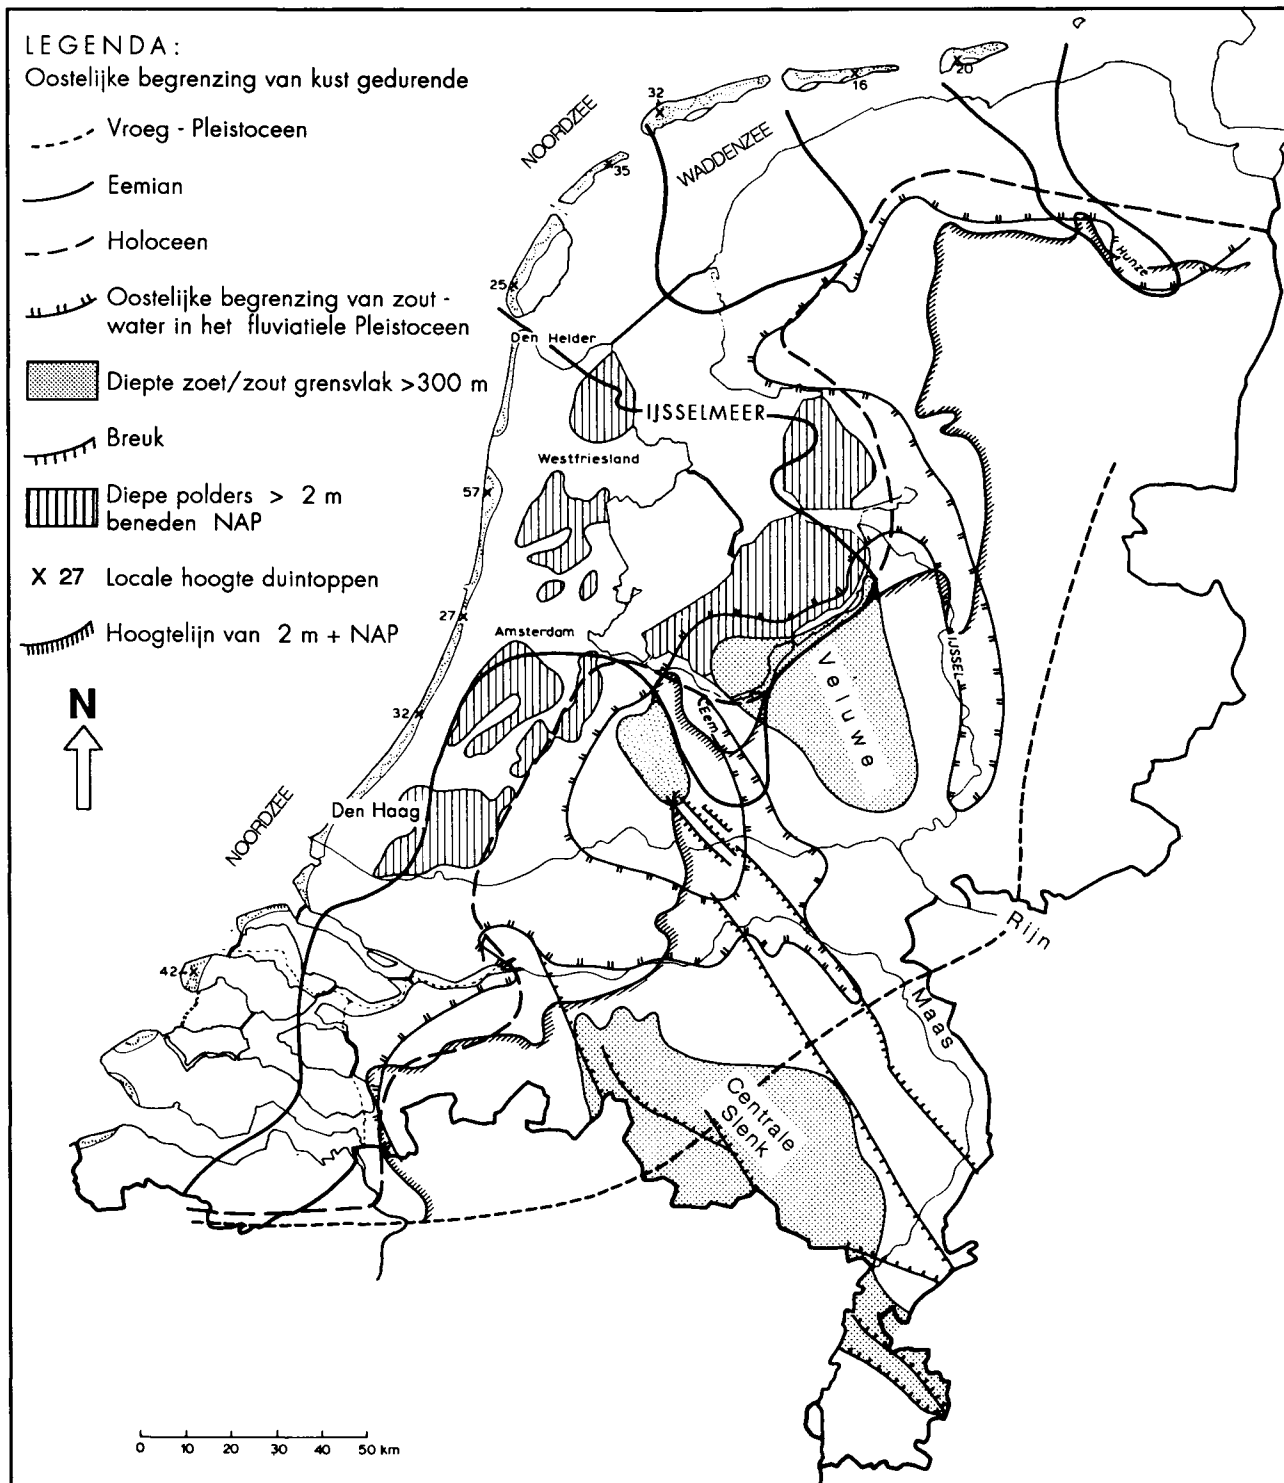 LEGENDA:
Oostelijke begrenzing van kust gedurende
Vroeg - Pleistoceen
Eemian
Holoceen
Oostelijke begrenzing van zout -
water in het fluviatiele Pleistoceen
Diepte zoet/zout grensvlak >300 m
Breuk
Diepe polders > 2 m
beneden NAP
X 27 Locale hoogte duintoppen
Hoogtelijn van 2 m + NAP
N
NOORDZEE
WADDENZEE
20
16
32
35
25
Hunze
Den Helder
IJSSELMEER
Westfriesland
57
27
Amsterdam
32
IJSSEL
Veluwe
Eem
NOORDZEE
Den Haag
Rijn
42
Maas
Centrale
Slenk
0 10 20 30 40 50 km